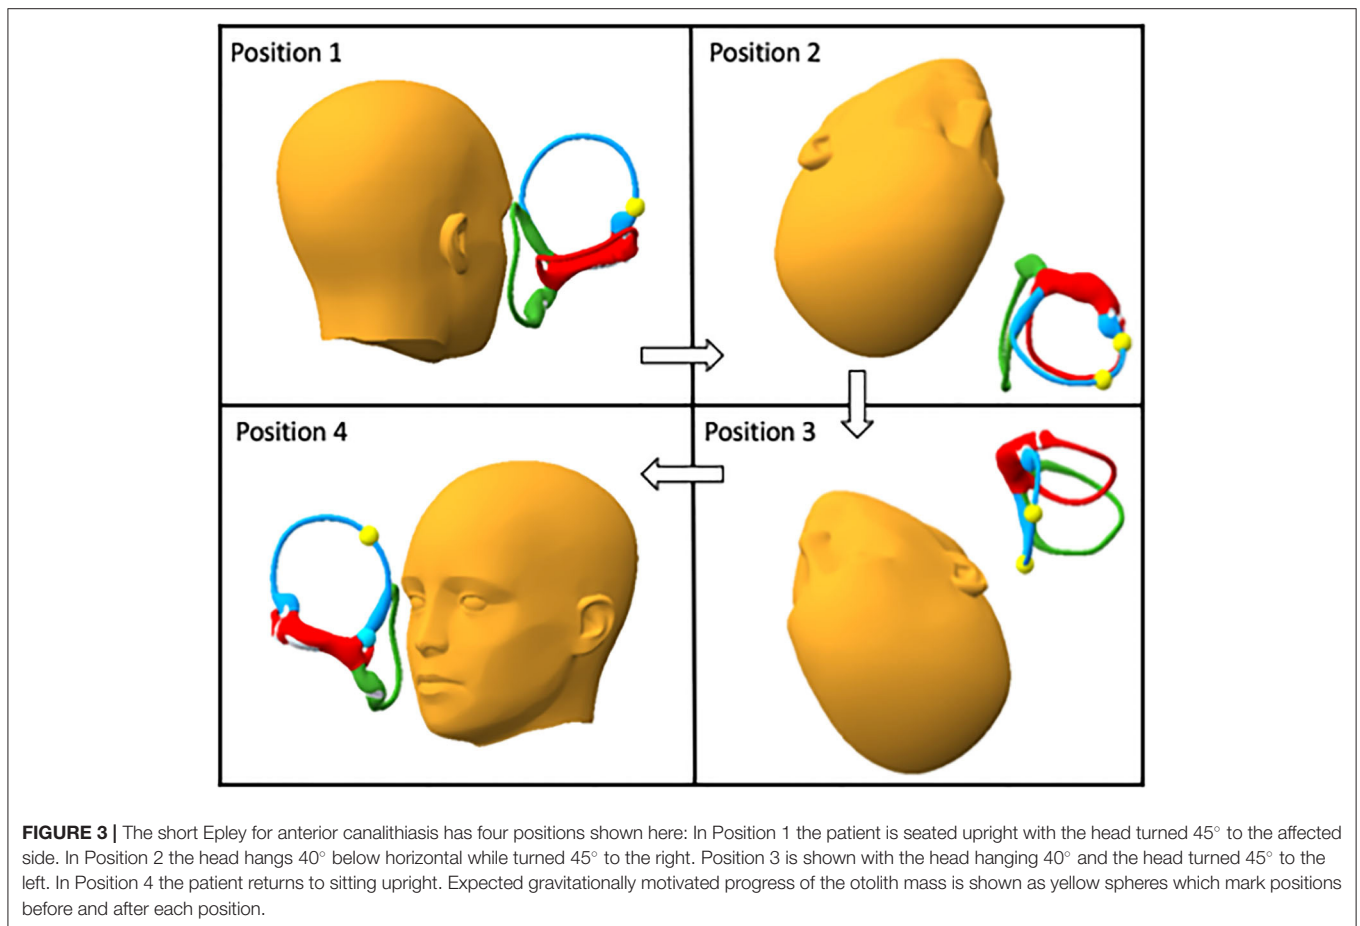 Position 1
Position 2
Position 4
Position 3
FIGURE 3 | The short Epley for anterior canalithiasis has four positions shown here: In Position 1 the patient is seated upright with the head turned 45° to the affected
side. In Position 2 the head hangs 40° below horizontal while turned 45° to the right. Position 3 is shown with the head hanging 40° and the head turned 45° to the
left. In Position 4 the patient returns to sitting upright. Expected gravitationally motivated progress of the otolith mass is shown as yellow spheres which mark positions
before and after each position.